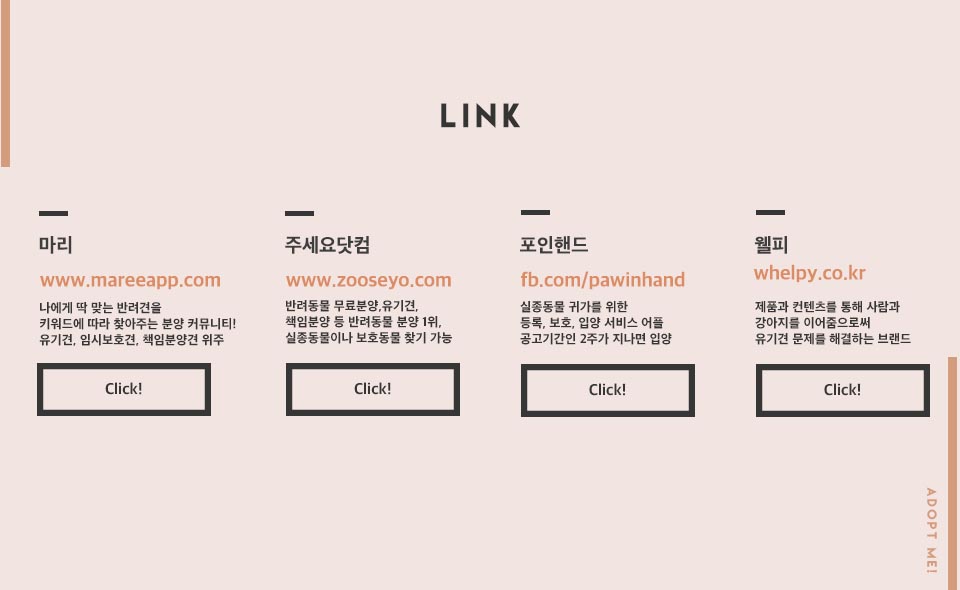 LINK
마리
www.mareeapp.com
나에게 딱 맞는 반려견을
키워드에 따라 찾아주는 분양 커뮤니티!
유기견, 임시보호견, 책임분양견 위주
Click!
주세요닷컴
www.zooseyo.com
반려동물 무료분양,유기견,
책임분양 등 반려동물 분양 1위,
실종동물이나 보호동물 찾기 가능
Click!
포인핸드
fb.com/pawinhand
실종동물 귀가를 위한
등록, 보호, 입양 서비스 어플
공고기간인 2주가 지나면 입양
Click!
웰피
whelpy.co.kr
제품과 컨텐츠를 통해 사람과
강아지를 이어줌으로써
유기견 문제를 해결하는 브랜드
Click!
ADOPT ME!